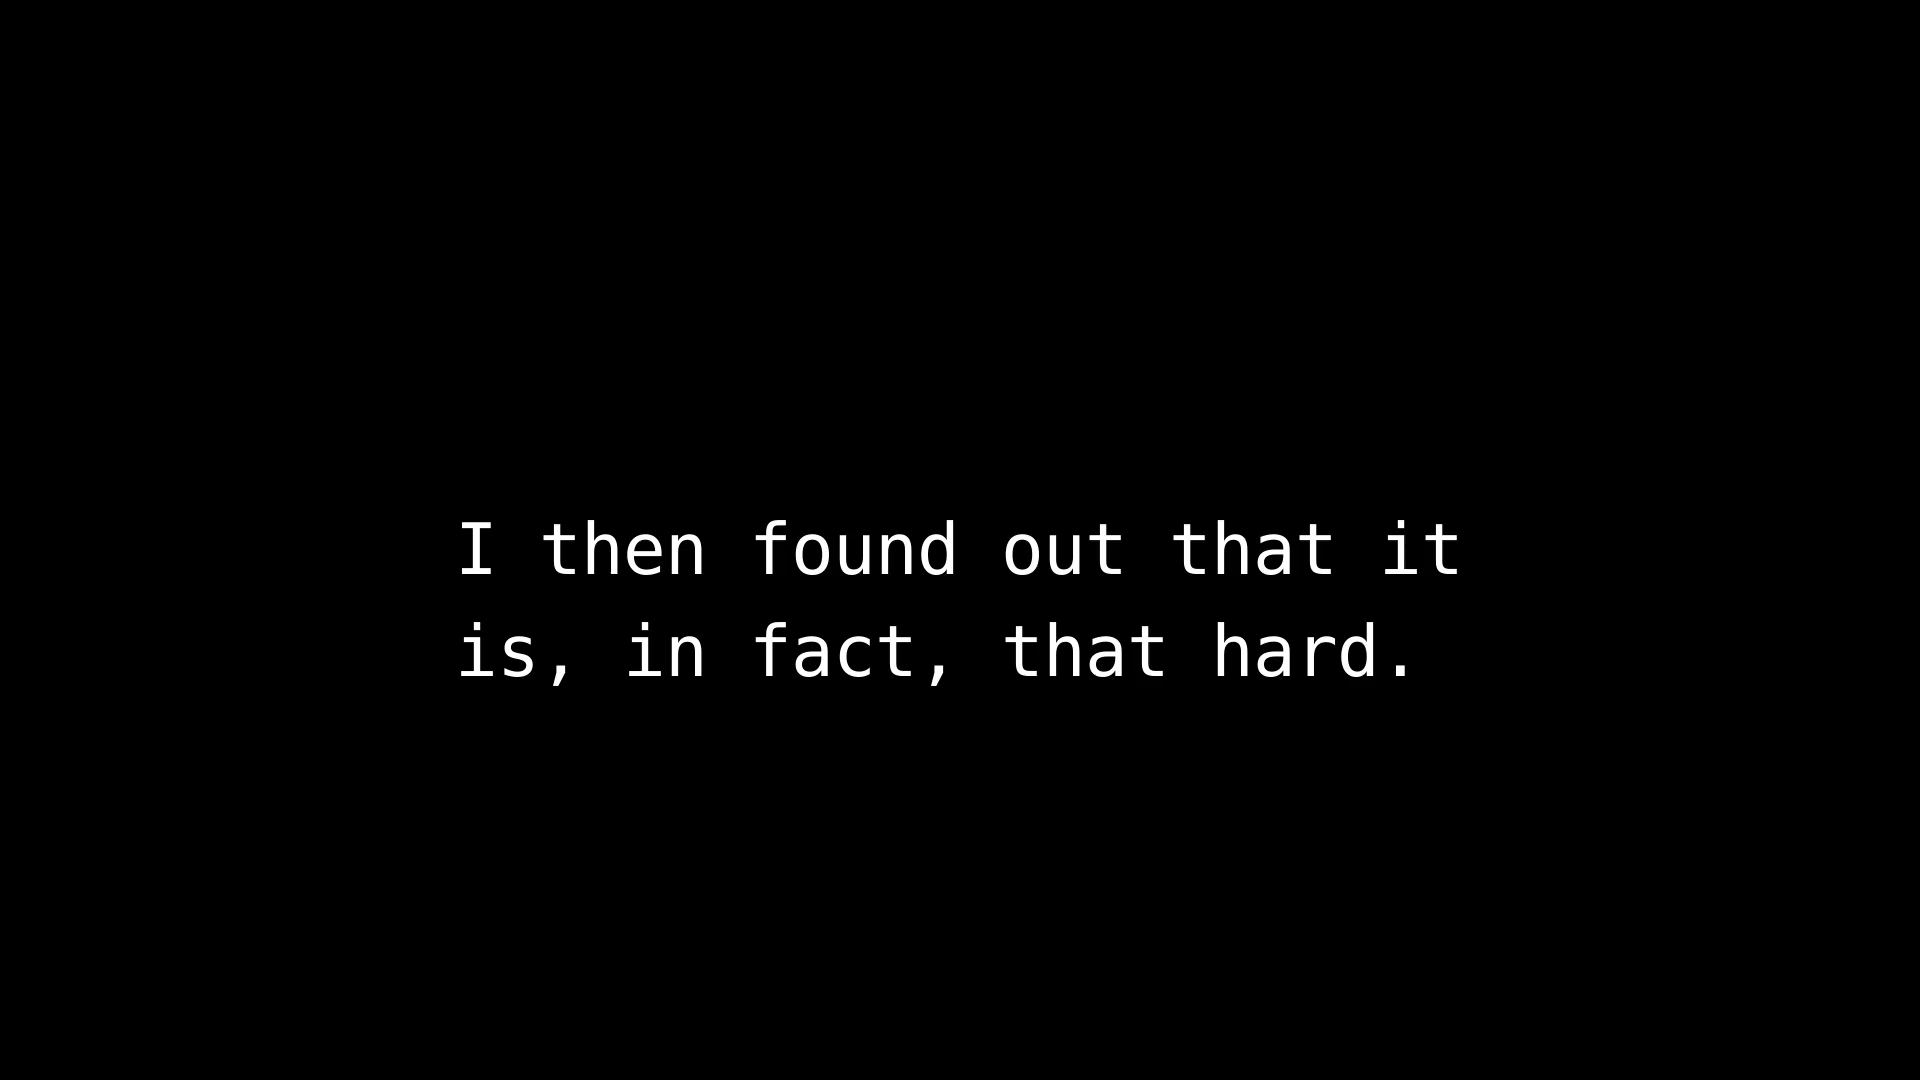 I then found out that it
is, in fact, that hard.